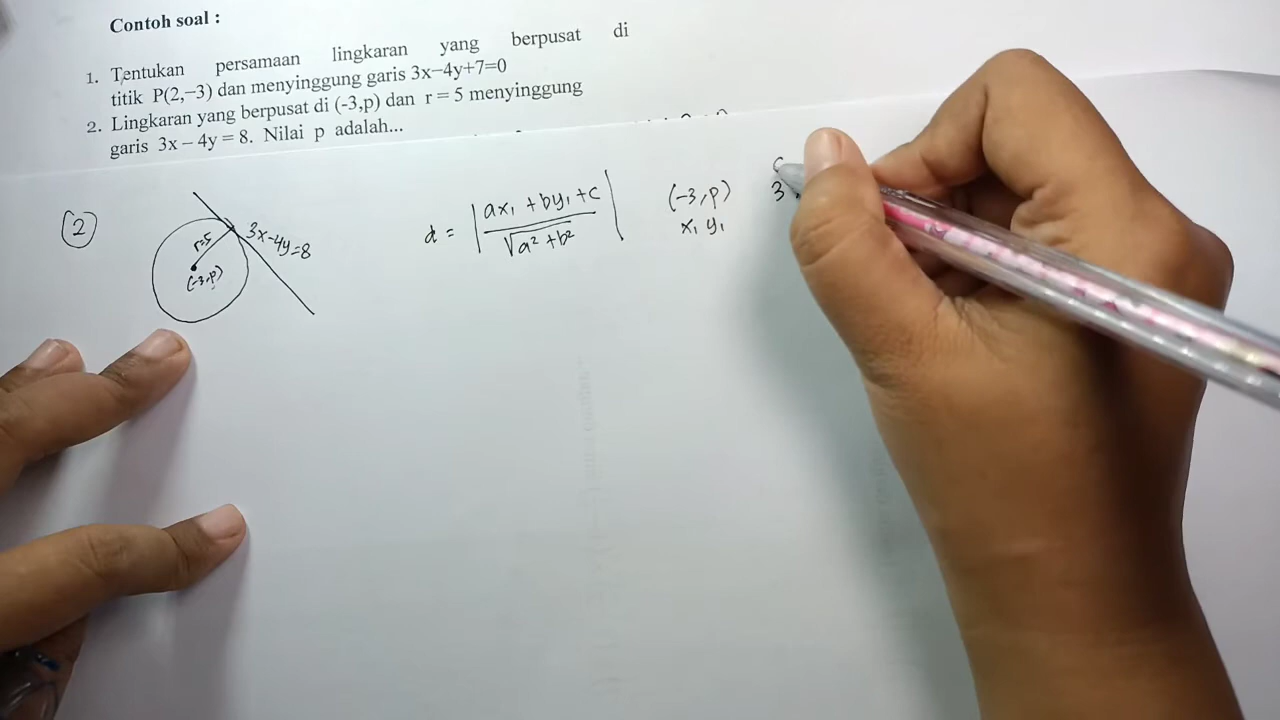 Contoh soal :
1. Tentukan persamaan lingkaran yang berpusat di
titik P(2,−3) dan menyinggung garis 3x−4y+7=0
2. Lingkaran yang berpusat di (-3,p) dan r = 5 menyinggung
garis 3x – 4y = 8. Nilai p adalah...
(2)
r=5
(-3,p)
3x-4y=8
d = |ax₁ + by₁ + c / √a² + b²|
(-3,p)
x₁ y₁
3